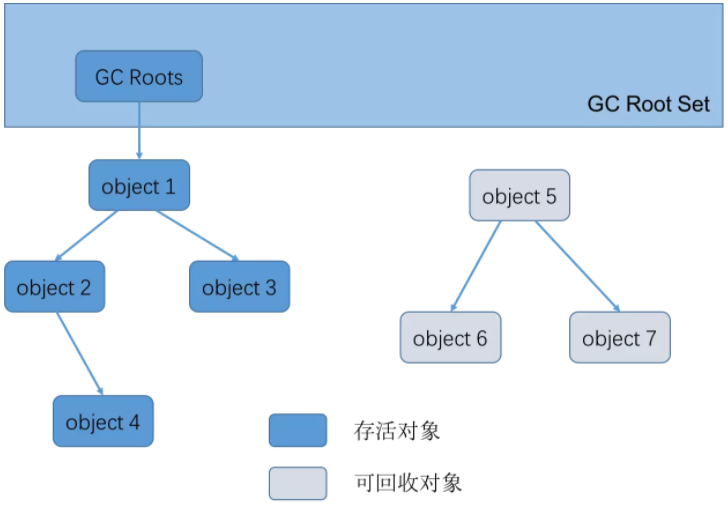 GC Roots
GC Root Set
object 1
object 5
object 2
object 3
object 6
object 7
object 4
存活对象
可回收对象